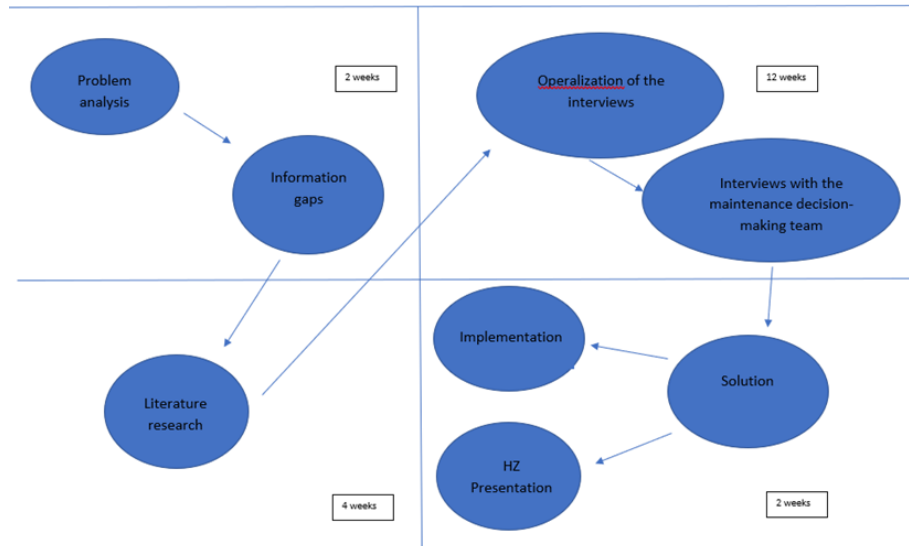 Problem
analysis
2 weeks
Information
gaps
Literature
research
4 weeks
Operalization of the
interviews
12 weeks
Interviews with the
maintenance decision-
making team
Solution
Implementation
HZ
Presentation
2 weeks